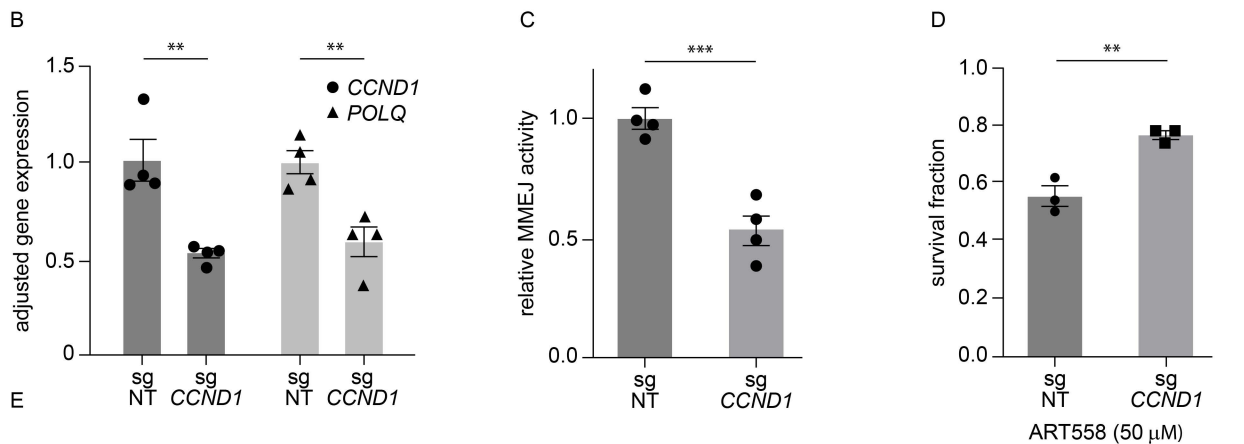 B
adjusted gene expression
1.5
1.0
0.5
0
**
**
CCND1
POLQ
sg NT
sg CCND1
sg NT
sg CCND1
C
relative MMEJ activity
1.0
0.5
0.0
***
sg NT
sg CCND1
D
survival fraction
1.0
0.8
0.6
0.4
0.2
0.0
**
sg NT
sg CCND1
ART558 (50 μM)
E